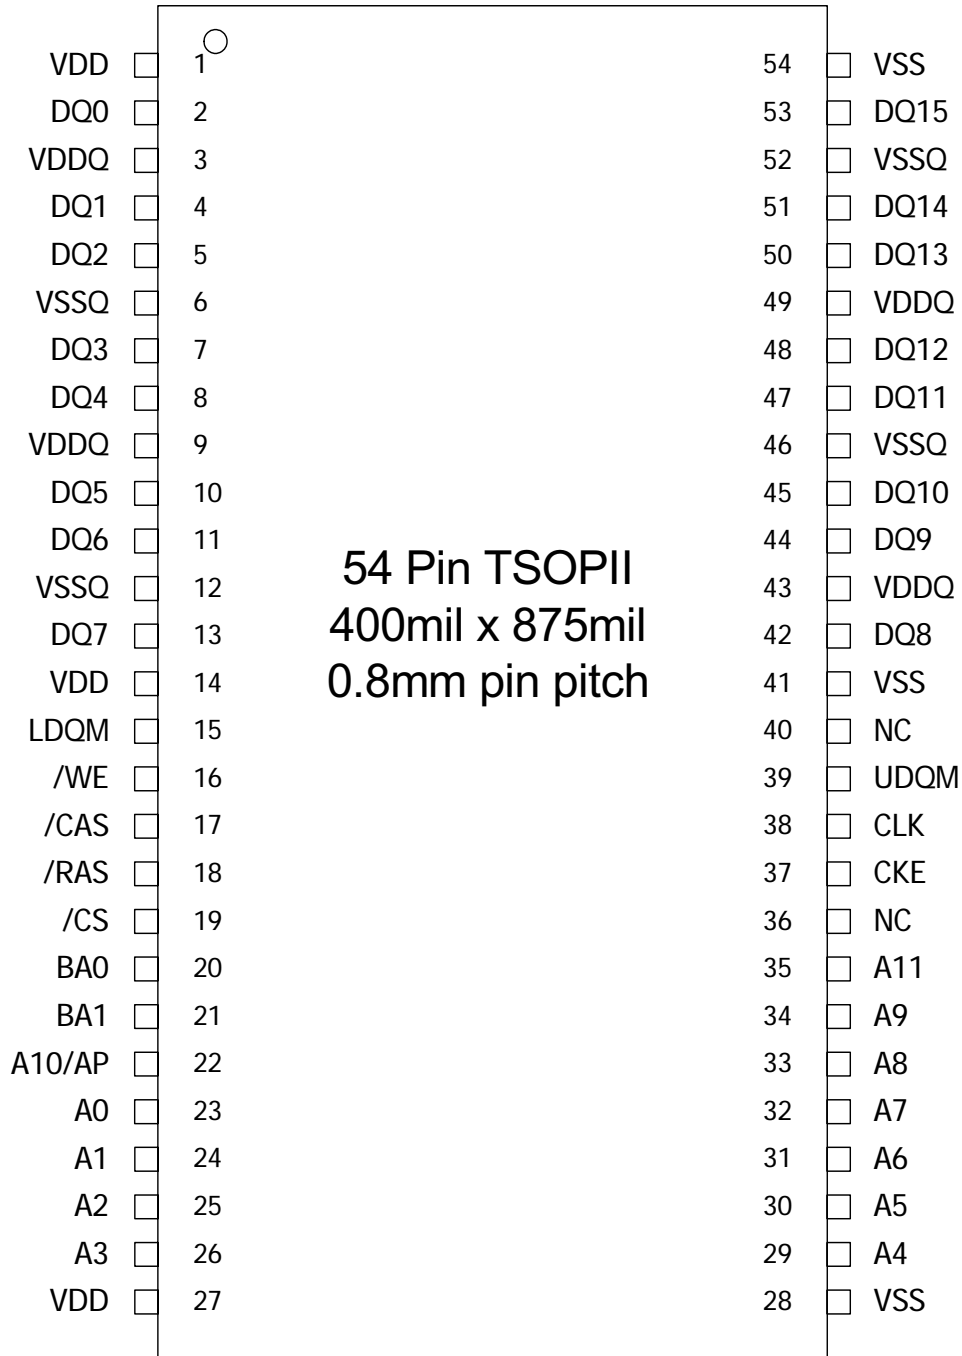 VDD 1 54 VSS
DQ0 2 53 DQ15
VDDQ 3 52 VSSQ
DQ1 4 51 DQ14
DQ2 5 50 DQ13
VSSQ 6 49 VDDQ
DQ3 7 48 DQ12
DQ4 8 47 DQ11
VDDQ 9 46 VSSQ
DQ5 10 45 DQ10
DQ6 11 44 DQ9
54 Pin TSOPII
VSSQ 12 43 VDDQ
400mil x 875mil
DQ7 13 42 DQ8
0.8mm pin pitch
VDD 14 41 VSS
LDQM 15 40 NC
/WE 16 39 UDQM
/CAS 17 38 CLK
/RAS 18 37 CKE
/CS 19 36 NC
BA0 20 35 A11
BA1 21 34 A9
A10/AP 22 33 A8
A0 23 32 A7
A1 24 31 A6
A2 25 30 A5
A3 26 29 A4
VDD 27 28 VSS